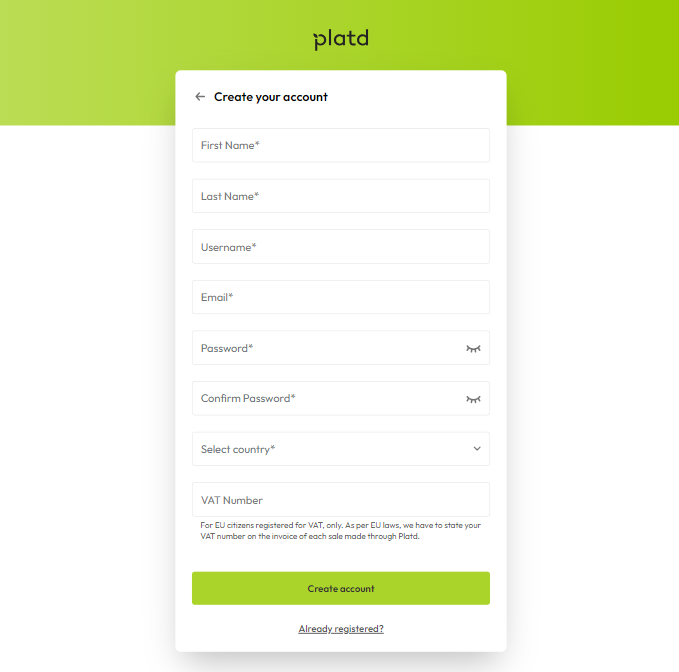 platd
Create your account
First Name*
Last Name*
Username*
Email*
Password*
Confirm Password*
Select country*
VAT Number
For EU citizens registered for VAT, only. As per EU laws, we have to state your
VAT number on the invoice of each sale made through Platd.
Create account
Already registered?